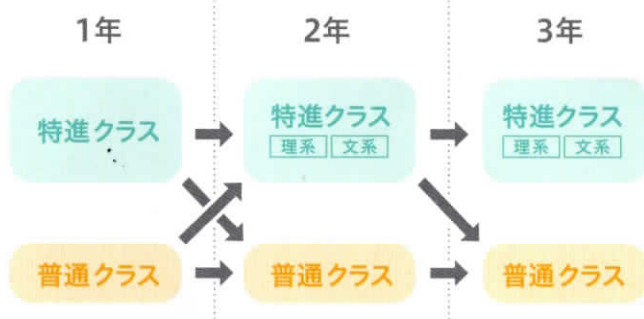 1年
2年
3年
特進クラス
特進クラス
理系 文系
特進クラス
理系 文系
普通クラス
普通クラス
普通クラス